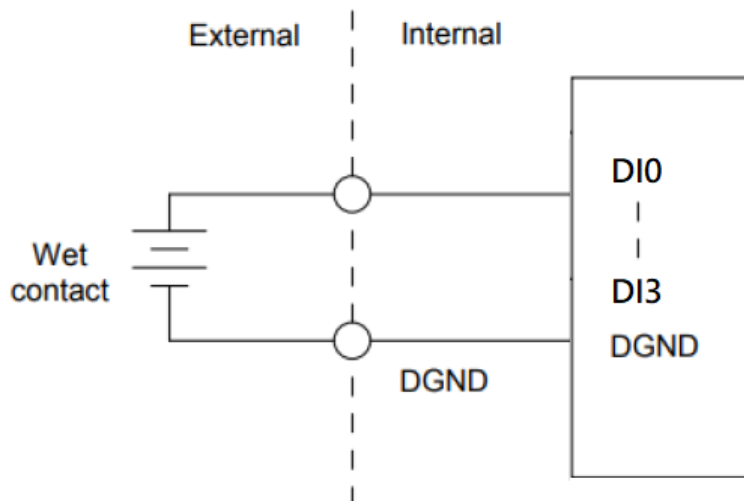 External
Internal
DI0
Wet
contact
DI3
DGND
DGND